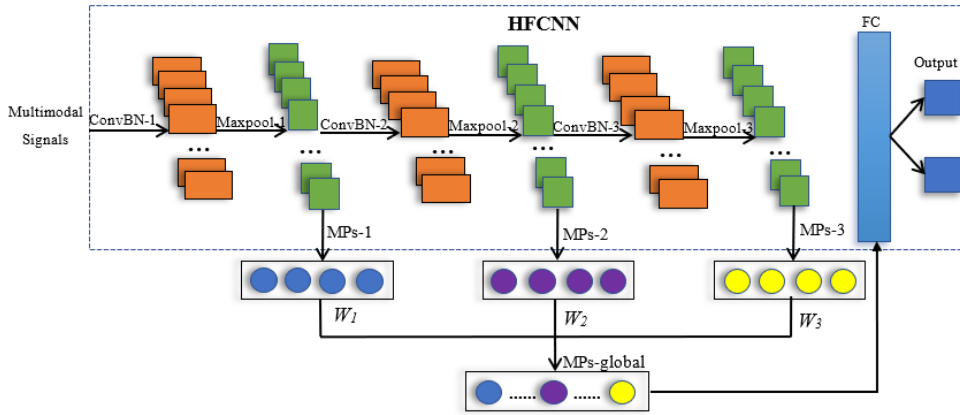 HFCNN
FC
Output
Multimodal
Signals
ConvBN-1
Maxpool-1
ConvBN-2
Maxpool-2
ConvBN-3
Maxpool-3
...
...
...
...
...
...
MPs-1
MPs-2
MPs-3
W1
W2
W3
MPs-global
...... ......